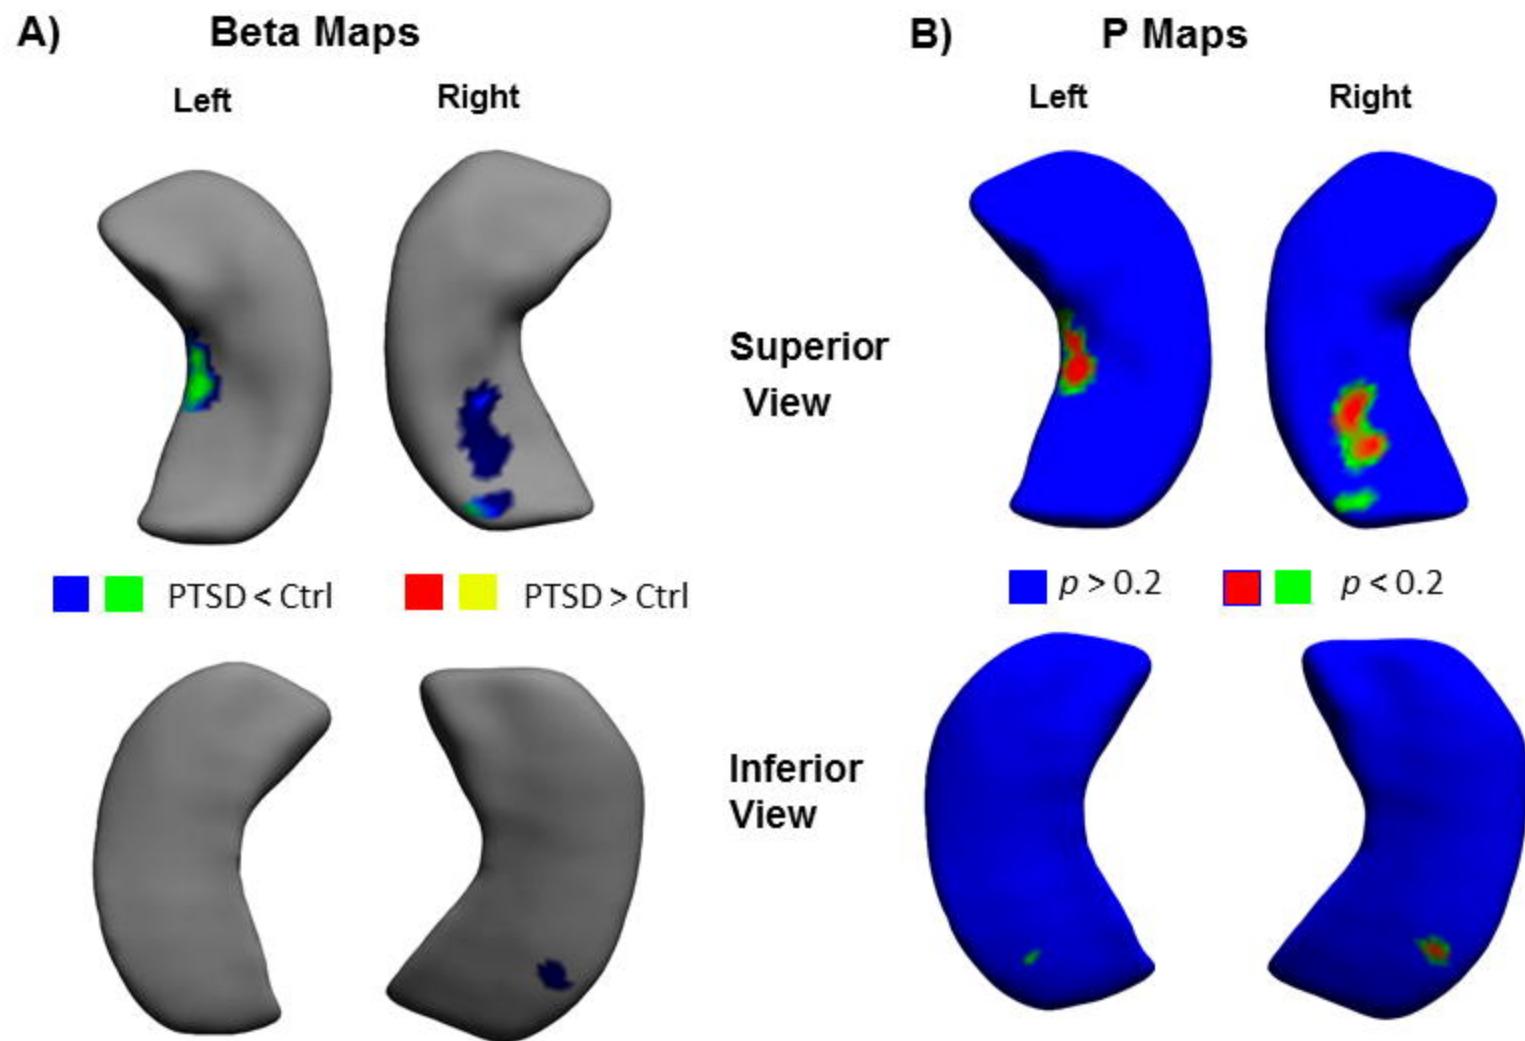 A) Beta Maps
B) P Maps
Left
Right
Left
Right
Superior
View
PTSD < Ctrl
PTSD > Ctrl
p > 0.2
p < 0.2
Inferior
View